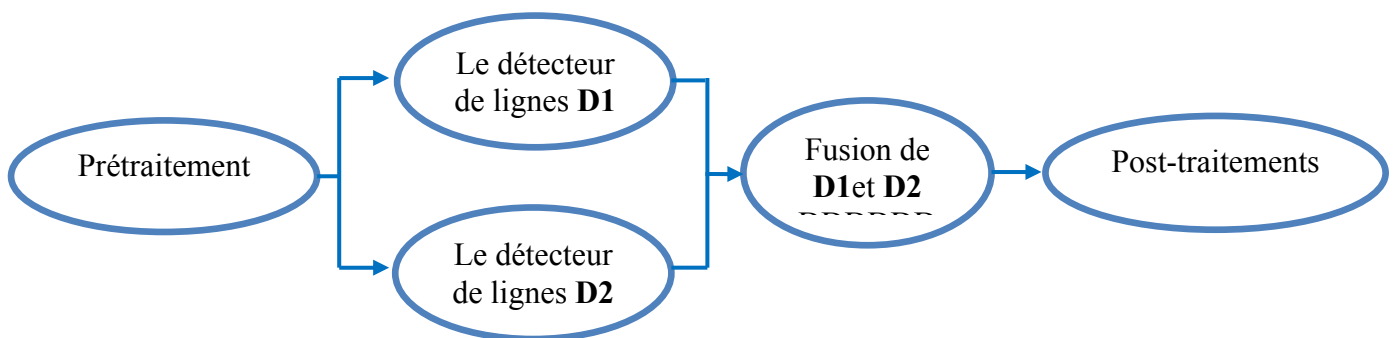 Prétraitement
Le détecteur
de lignes D1
Le détecteur
de lignes D2
Fusion de
D1et D2
Post-traitements